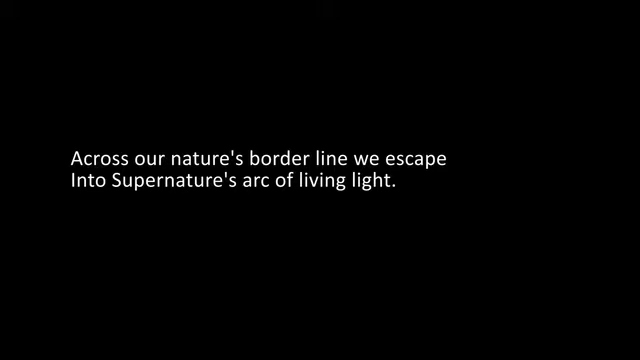 Across our nature's border line we escape
Into Supernature's arc of living light.